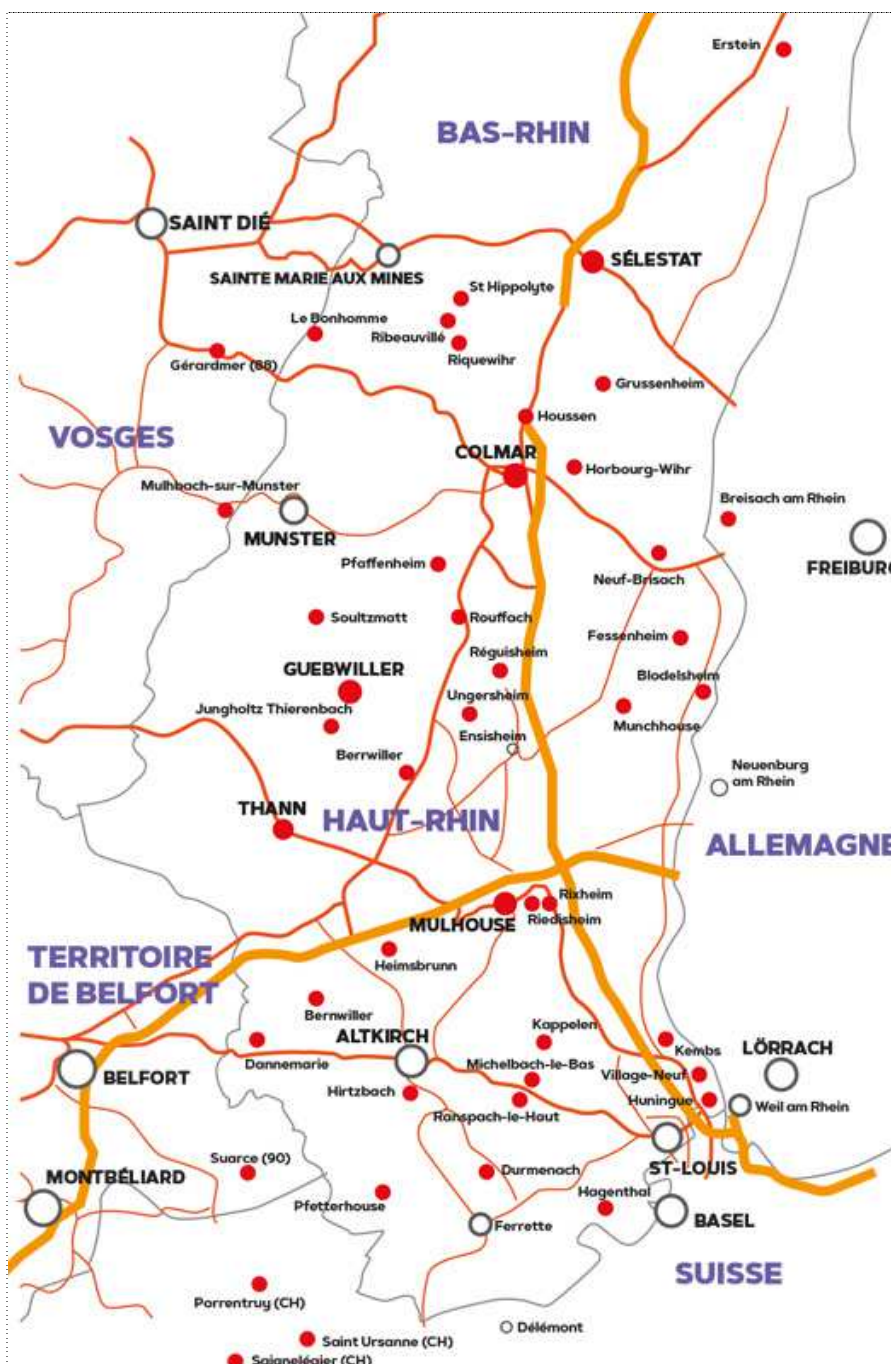 Erstein
BAS-RHIN
SAINT DIÉ
SÉLESTAT
SAINTE MARIE AUX MINES
St Hippolyte
Le Bonhomme
Ribeauvillé
Riquewihr
Gérardmer (88)
Grussenheim
Houssen
VOSGES
COLMAR
Horbourg-Wihr
Mulhbach-sur-Munster
Breisach am Rhein
MUNSTER
Pfaffenheim
Neuf-Brisach
FREIBURG
Soultzmatt
Rouffach
Fessenheim
Réguisheim
GUEBWILLER
Blodelsheim
Ungersheim
Jungholtz Thierenbach
Munchhouse
Ensisheim
Berrwiller
Neuenburg
am Rhein
THANN
HAUT-RHIN
ALLEMAGNE
Rixheim
MULHOUSE
Riedisheim
TERRITOIRE
DE BELFORT
Heimsbrunn
Bernwiller
ALTKIRCH
Kappelen
Dannemarie
Kembs
LÖRRACH
Michelbach-le-Bas
Village-Neuf
BELFORT
Hirtzbach
Huningue
Ranspach-le-Haut
Weil am Rhein
Suarce (90)
ST-LOUIS
MONTBÉLIARD
Durmenach
Hagenthal
Pfetterhouse
BASEL
Ferrette
SUISSE
Porrentruy (CH)
Délémont
Saint Ursanne (CH)
Saignelégier (CH)